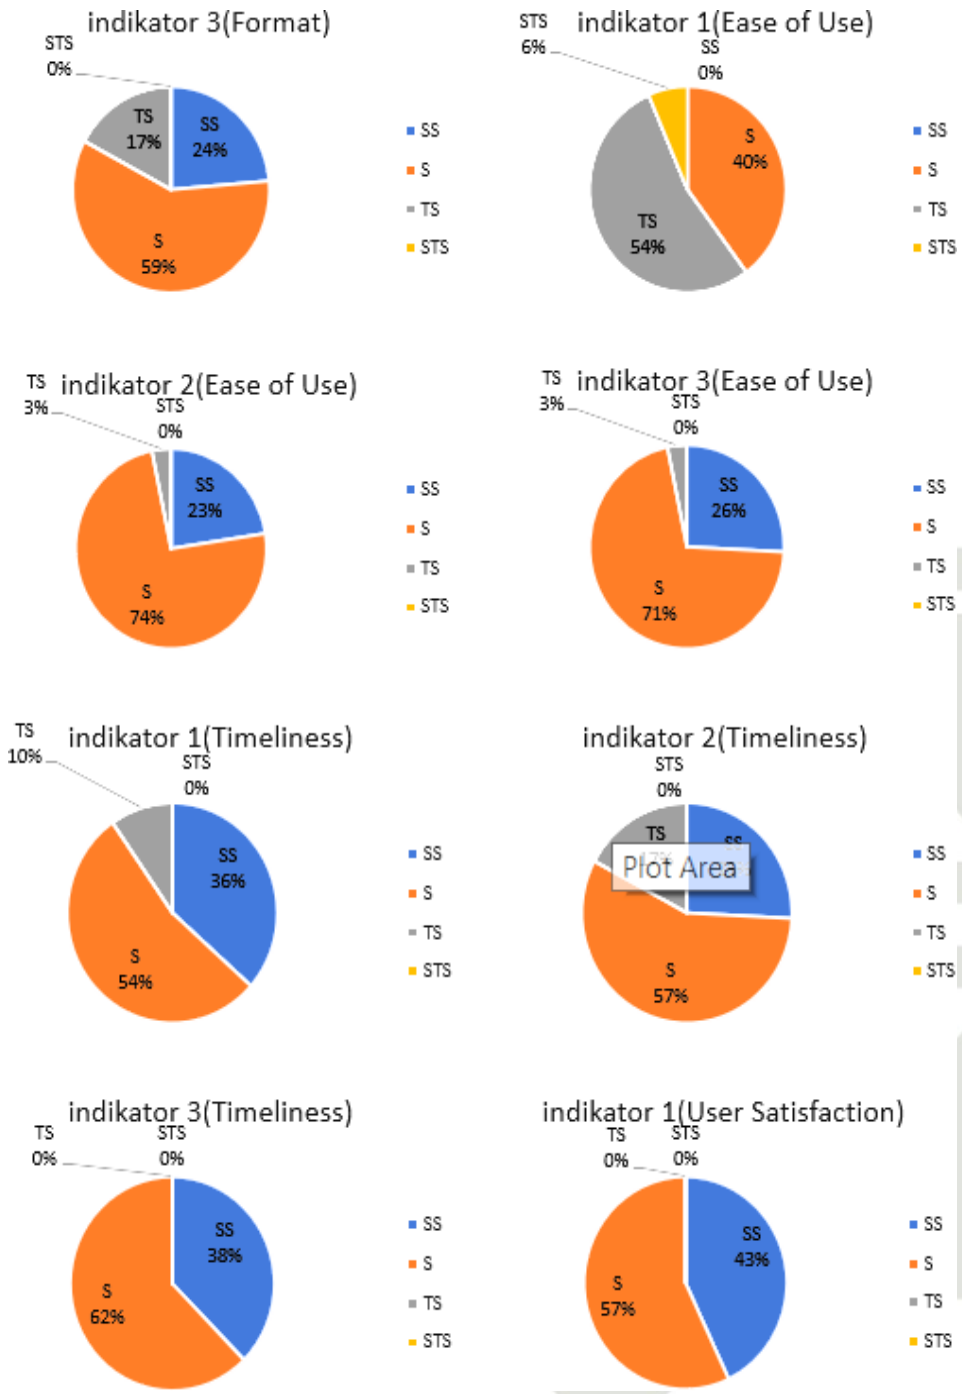 indikator 3(Format)
STS
0%
TS
17%
SS
24%
S
59%
SS
S
TS
STS
indikator 1(Ease of Use)
STS
6%
SS
0%
S
40%
TS
54%
SS
S
TS
STS
indikator 2(Ease of Use)
TS
3%
STS
0%
SS
23%
S
74%
SS
S
TS
STS
indikator 3(Ease of Use)
TS
3%
STS
0%
SS
26%
S
71%
SS
S
TS
STS
indikator 1(Timeliness)
TS
10%
STS
0%
SS
36%
S
54%
SS
S
TS
STS
indikator 2(Timeliness)
STS
0%
TS
SS
Plot Area
S
57%
SS
S
TS
STS
indikator 3(Timeliness)
TS
0%
STS
0%
SS
38%
S
62%
SS
S
TS
STS
indikator 1(User Satisfaction)
TS
0%
STS
0%
SS
43%
S
57%
SS
S
TS
STS